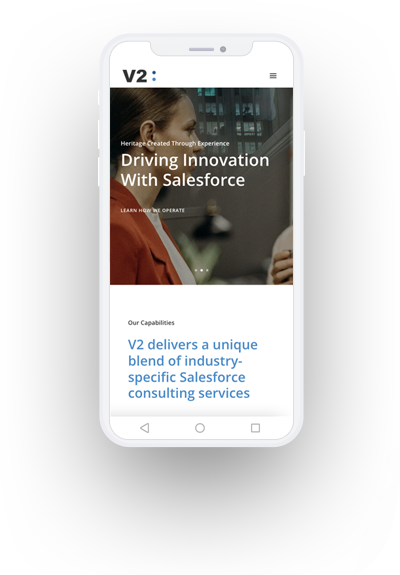 V2
Heritage Created Through Experience
Driving Innovation
With Salesforce
LEARN HOW WE OPERATE
Our Capabilities
V2 delivers a unique
blend of industry-
specific Salesforce
consulting services